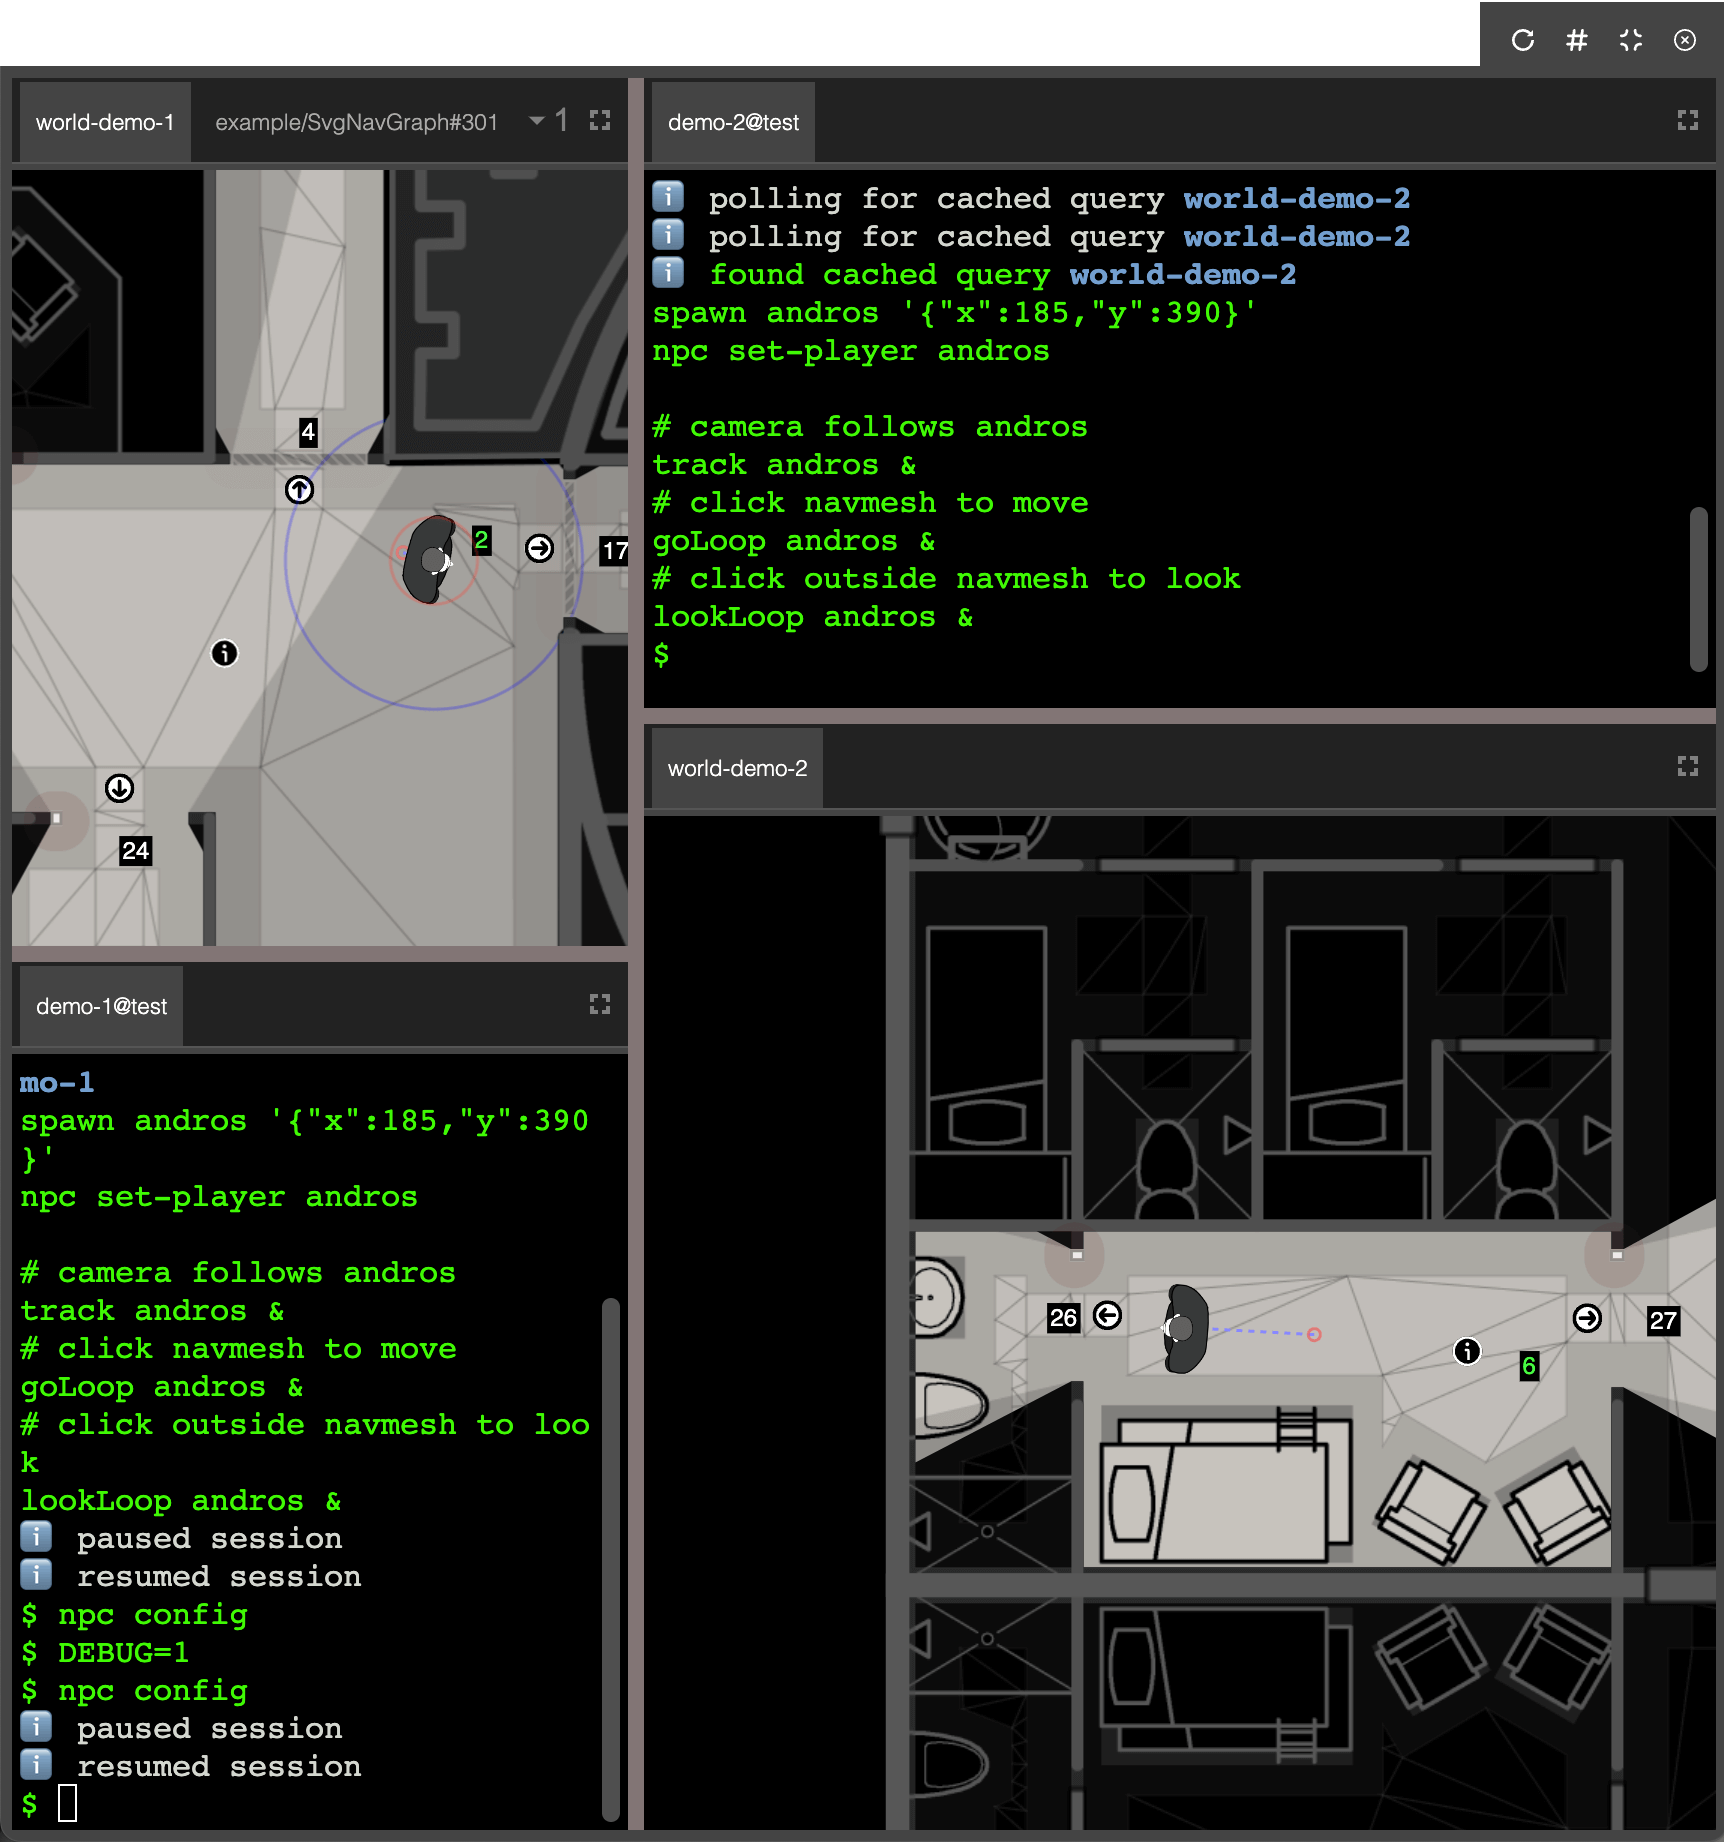 world-demo-1
example/SvgNavGraph#301
1
4
2
17
24
demo-1@test
mo-1
spawn andros '{"x":185,"y":390
}'
npc set-player andros
# camera follows andros
track andros &
# click navmesh to move
goLoop andros &
# click outside navmesh to loo
k
lookLoop andros &
i paused session
i resumed session
$ npc config
$ DEBUG=1
$ npc config
i paused session
i resumed session
$
demo-2@test
i polling for cached query world-demo-2
i polling for cached query world-demo-2
i found cached query world-demo-2
spawn andros '{"x":185,"y":390}'
npc set-player andros
# camera follows andros
track andros &
# click navmesh to move
goLoop andros &
# click outside navmesh to look
lookLoop andros &
$
world-demo-2
26
27
6